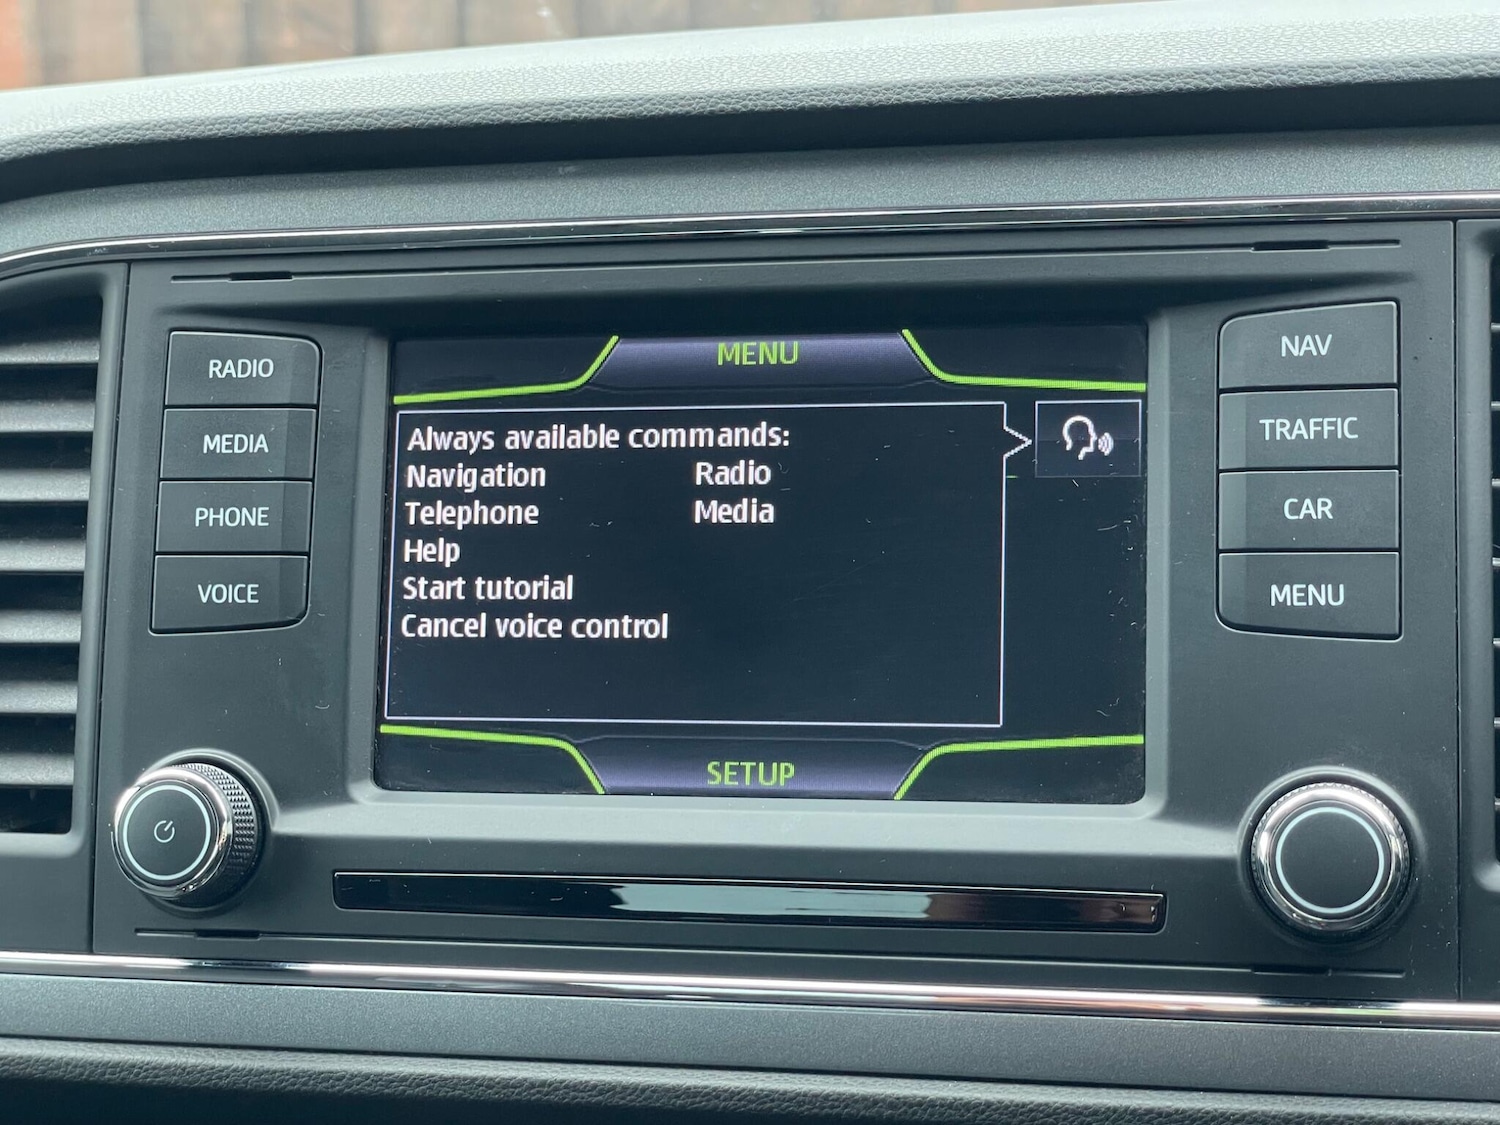 RADIO
MEDIA
PHONE
VOICE
MENU
Always available commands:
Navigation Radio
Telephone Media
Help
Start tutorial
Cancel voice control
SETUP
NAV
TRAFFIC
CAR
MENU